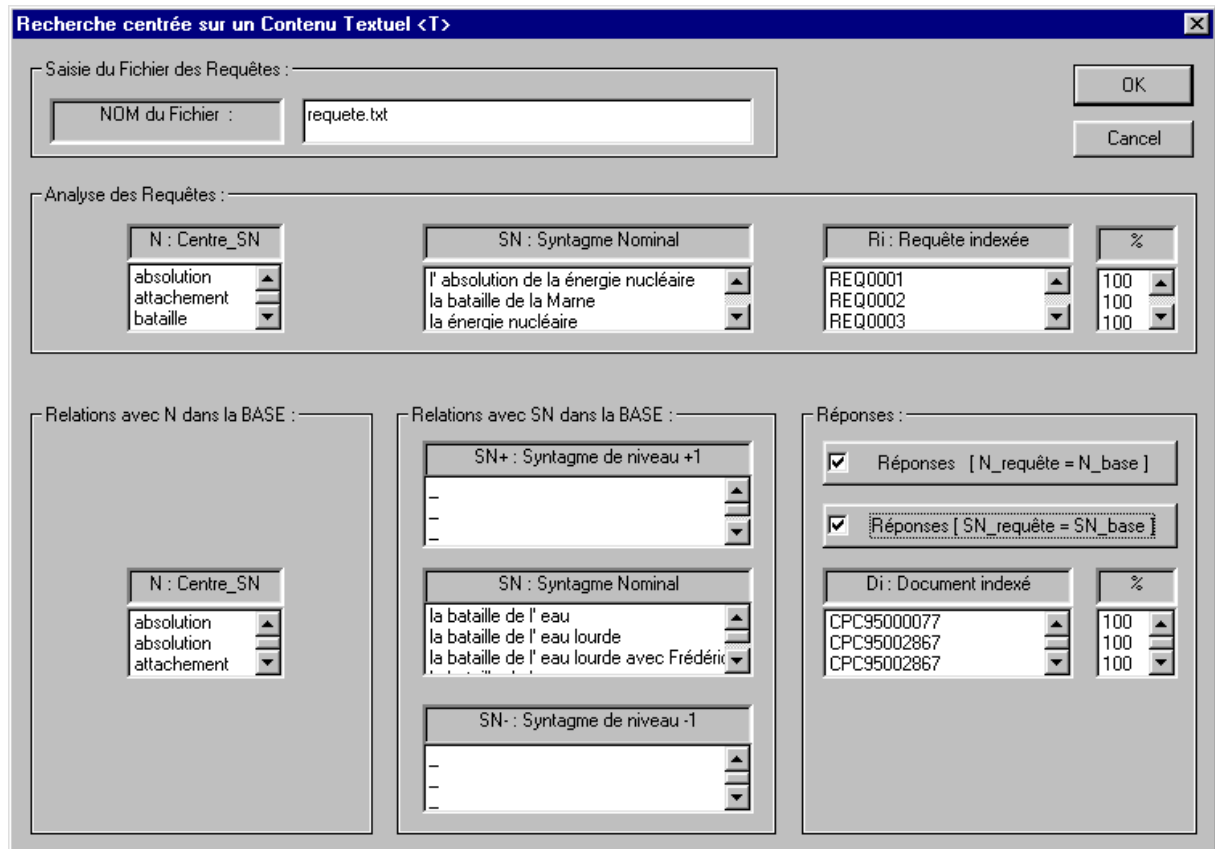 Recherche centrée sur un Contenu Textuel <T>
Saisie du Fichier des Requêtes :
NOM du Fichier :
requete.txt
OK
Cancel
Analyse des Requêtes :
N : Centre_SN
absolution
attachement
bataille
SN : Syntagme Nominal
l' absolution de la énergie nucléaire
la bataille de la Marne
la énergie nucléaire
Ri : Requête indexée
REQ0001
REQ0002
REQ0003
%
100
100
100
Relations avec N dans la BASE :
N : Centre_SN
absolution
absolution
attachement
Relations avec SN dans la BASE :
SN+ : Syntagme de niveau +1
_
_
_
SN : Syntagme Nominal
la bataille de l' eau
la bataille de l' eau lourde
la bataille de l' eau lourde avec Frédéric
SN- : Syntagme de niveau -1
_
_
_
Réponses :
Réponses [ N_requête = N_base ]
Réponses [ SN_requête = SN_base ]
Di : Document indexé
CPC95000077
CPC95002867
CPC95002867
%
100
100
100